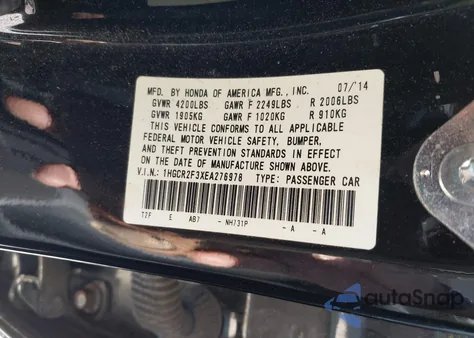 MFD. BY HONDA OF AMERICA MFG., INC. 07/'14
GVWR 4200LBS GAWR F 2249LBS R 2006LBS
GVWR 1905KG GAWR F 1020KG R 910KG
THIS VEHICLE CONFORMS TO ALL APPLICABLE
FEDERAL MOTOR VEHICLE SAFETY, BUMPER,
AND THEFT PREVENTION STANDARDS IN EFFECT
ON THE DATE OF MANUFACTURE SHOWN ABOVE.
V.I.N.: 1HGCR2F3XEA276978 TYPE: PASSENGER CAR
T2F E AB7 - NH731P - A - A
autoSnap